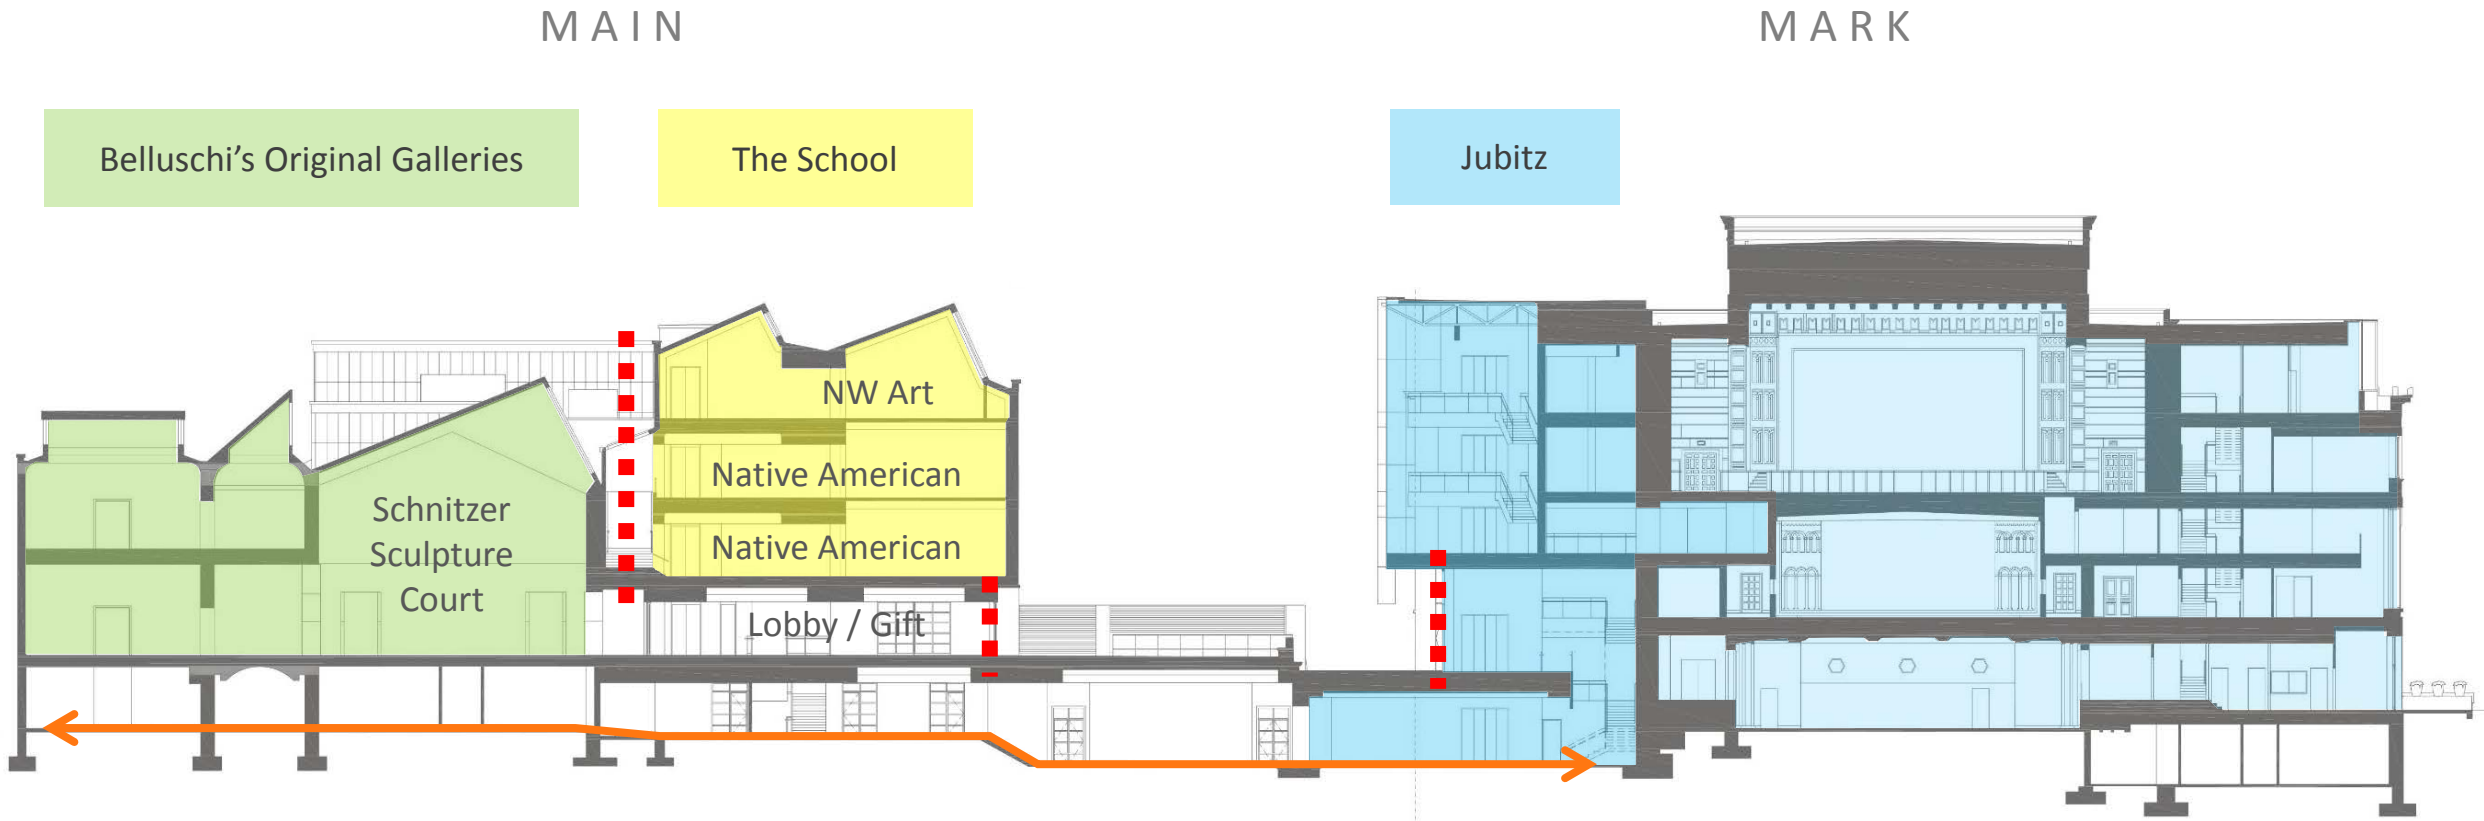 MAIN
MARK
Belluschi’s Original Galleries
The School
Jubitz
NW Art
Native American
Native American
Schnitzer
Sculpture
Court
Lobby / Gift